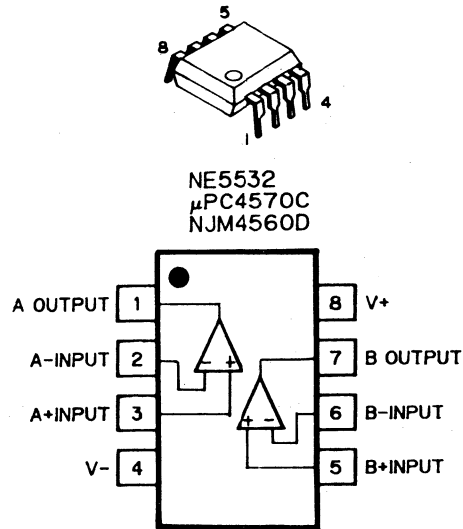 5
8
4
1
NE5532
μPC4570C
NJM4560D
A OUTPUT 1
8 V+
A-INPUT 2
7 B OUTPUT
A+INPUT 3
6 B-INPUT
V- 4
5 B+INPUT
- +
+ -